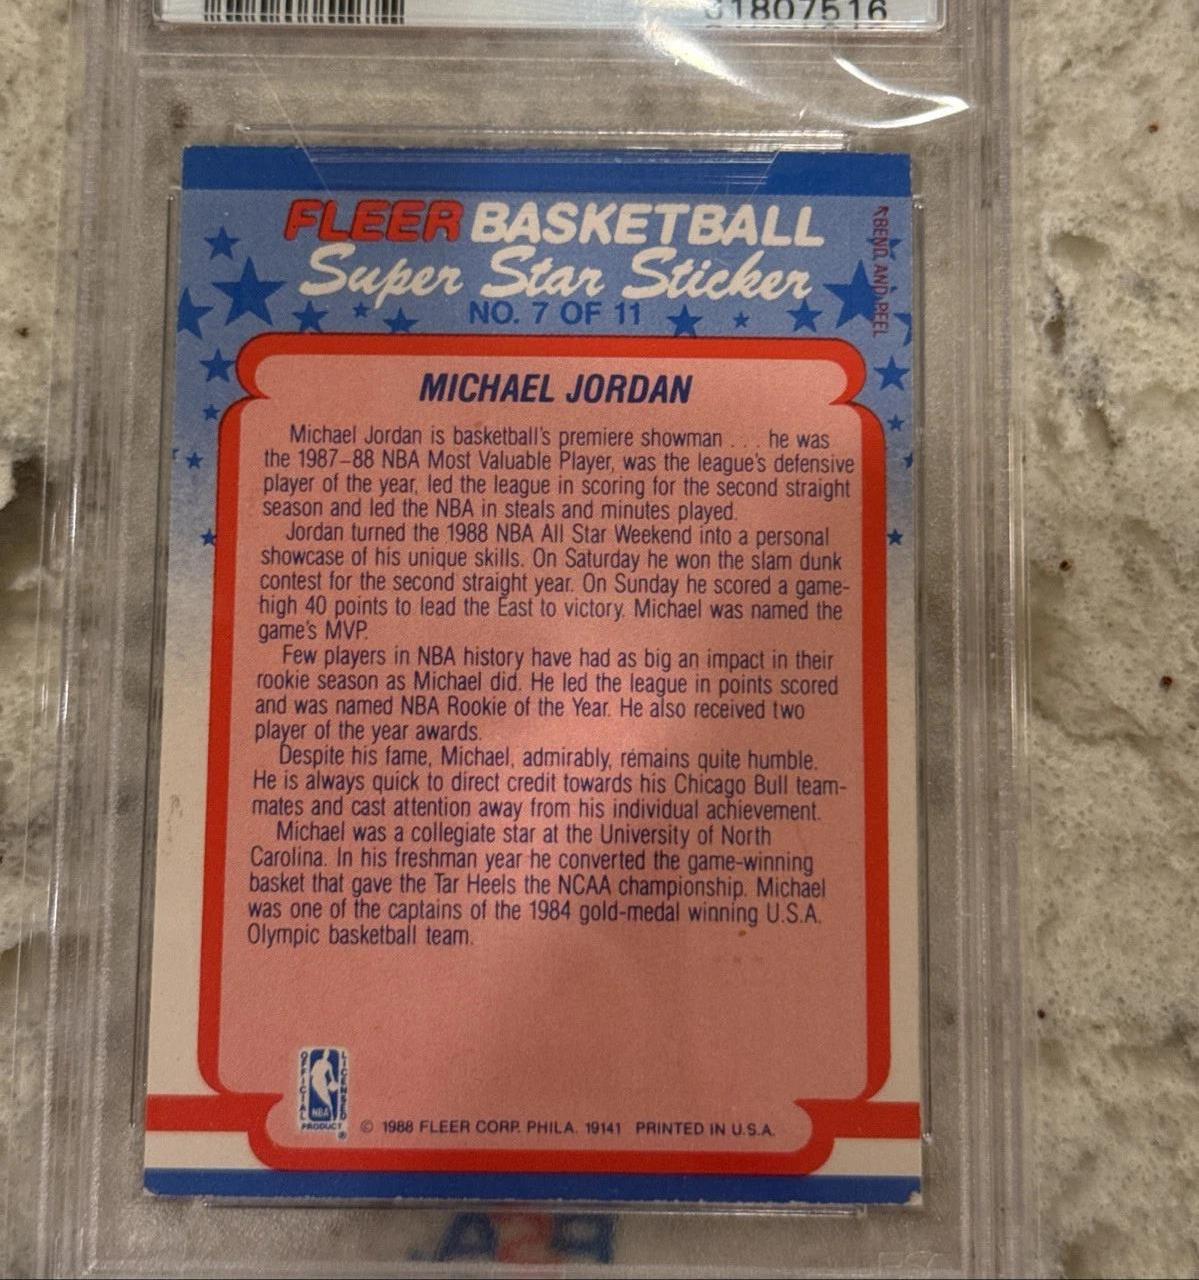 31807516
FLEER BASKETBALL
Super Star Sticker
NO. 7 OF 11
BEND AND PEEL
MICHAEL JORDAN
Michael Jordan is basketball's premiere showman . . . he was
the 1987–88 NBA Most Valuable Player, was the league's defensive
player of the year, led the league in scoring for the second straight
season and led the NBA in steals and minutes played.
Jordan turned the 1988 NBA All Star Weekend into a personal
showcase of his unique skills. On Saturday he won the slam dunk
contest for the second straight year. On Sunday he scored a game-
high 40 points to lead the East to victory. Michael was named the
game's MVP.
Few players in NBA history have had as big an impact in their
rookie season as Michael did. He led the league in points scored
and was named NBA Rookie of the Year. He also received two
player of the year awards.
Despite his fame, Michael, admirably, remains quite humble.
He is always quick to direct credit towards his Chicago Bull team-
mates and cast attention away from his individual achievement.
Michael was a collegiate star at the University of North
Carolina. In his freshman year he converted the game-winning
basket that gave the Tar Heels the NCAA championship. Michael
was one of the captains of the 1984 gold-medal winning U.S.A.
Olympic basketball team.
OFFICIAL LICENSED
NBA
PRODUCT ®
© 1988 FLEER CORP. PHILA. 19141 PRINTED IN U.S.A.
PSA